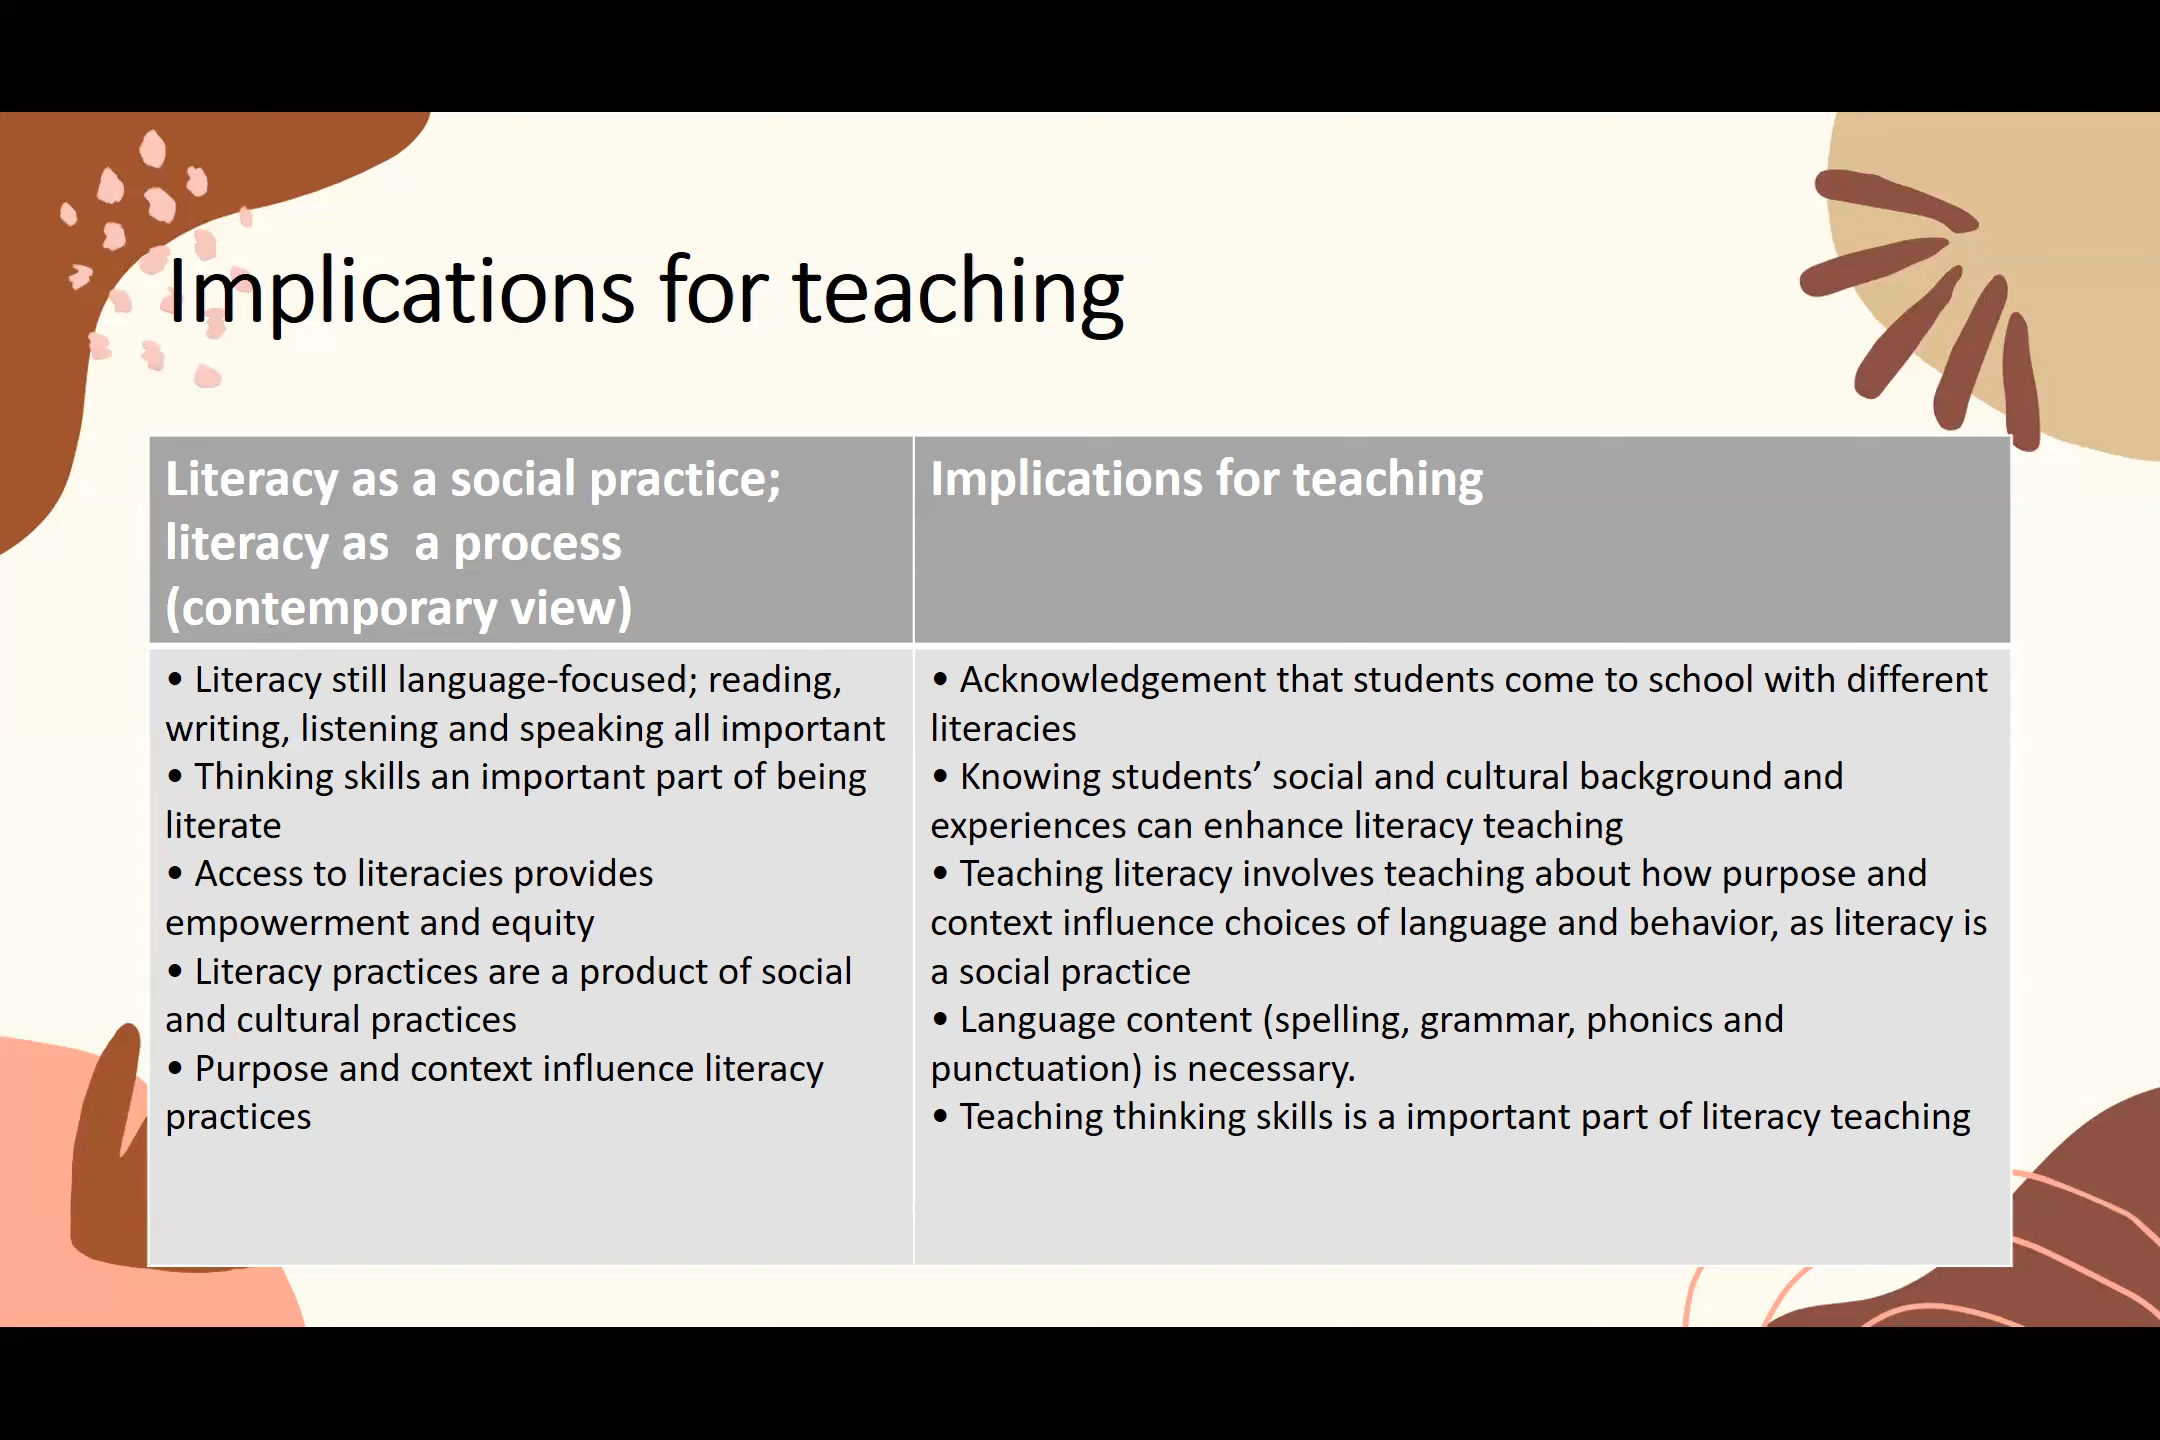 Implications for teaching
Literacy as a social practice;
literacy as  a process
(contemporary view)
Implications for teaching
• Literacy still language-focused; reading,
writing, listening and speaking all important
• Thinking skills an important part of being
literate
• Access to literacies provides
empowerment and equity
• Literacy practices are a product of social
and cultural practices
• Purpose and context influence literacy
practices
• Acknowledgement that students come to school with different
literacies
• Knowing students’ social and cultural background and
experiences can enhance literacy teaching
• Teaching literacy involves teaching about how purpose and
context influence choices of language and behavior, as literacy is
a social practice
• Language content (spelling, grammar, phonics and
punctuation) is necessary.
• Teaching thinking skills is a important part of literacy teaching